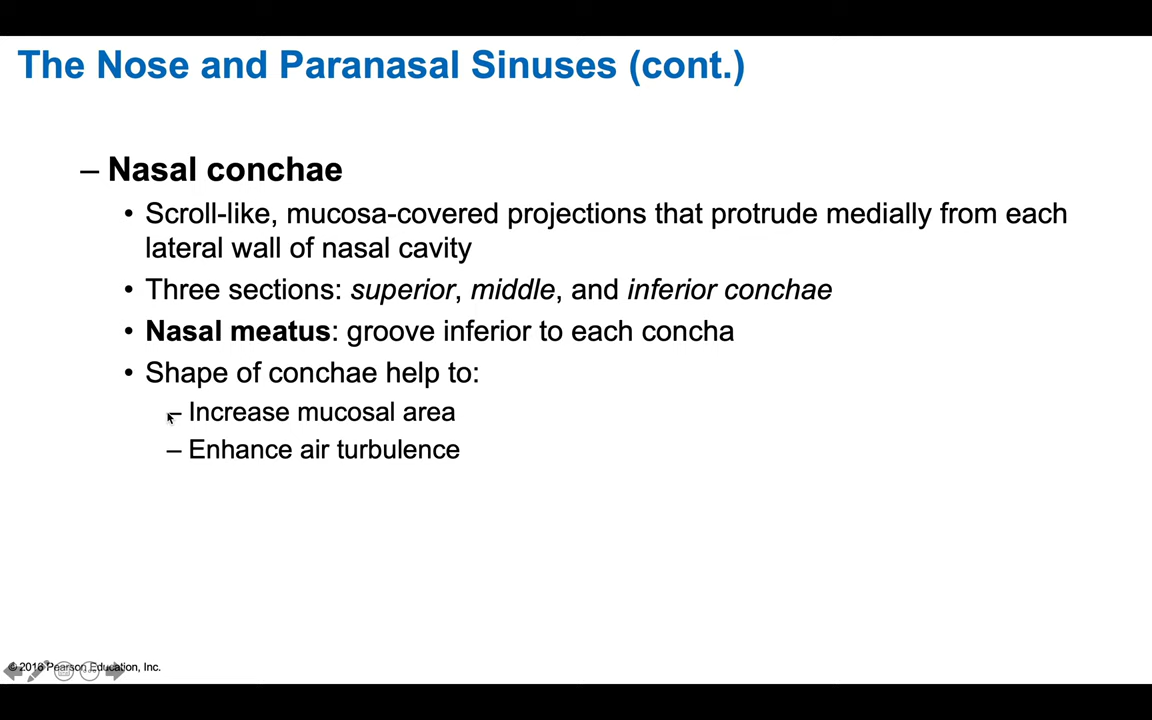 The Nose and Paranasal Sinuses (cont.)
– Nasal conchae
• Scroll-like, mucosa-covered projections that protrude medially from each
lateral wall of nasal cavity
• Three sections: superior, middle, and inferior conchae
• Nasal meatus: groove inferior to each concha
• Shape of conchae help to:
– Increase mucosal area
– Enhance air turbulence
© 2016 Pearson Education, Inc.